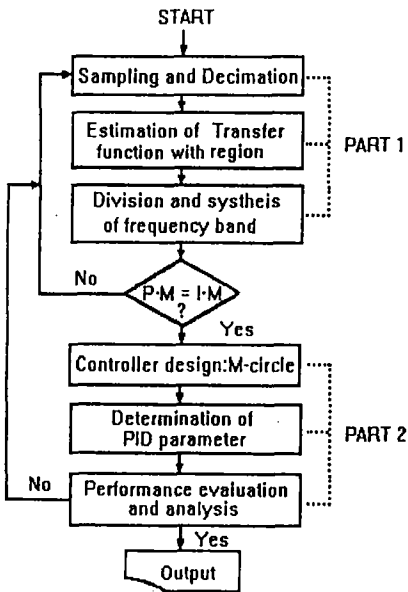 START
Sampling and Decimation
Estimation of Transfer
function with region
PART 1
Division and systheis
of frequency band
No
P·M = I·M
?
Yes
Controller design:M-circle
Determination of
PID parameter
PART 2
No
Performance evaluation
and analysis
Yes
Output